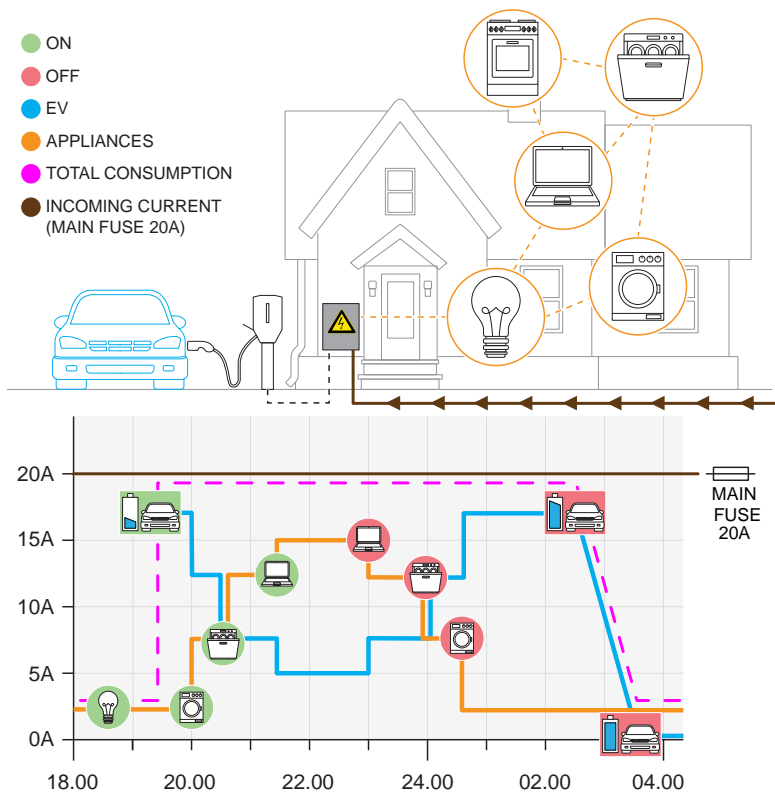 ON
OFF
EV
APPLIANCES
TOTAL CONSUMPTION
INCOMING CURRENT
(MAIN FUSE 20A)
20A
15A
10A
5A
0A
MAIN
FUSE
20A
18.00 20.00 22.00 24.00 02.00 04.00